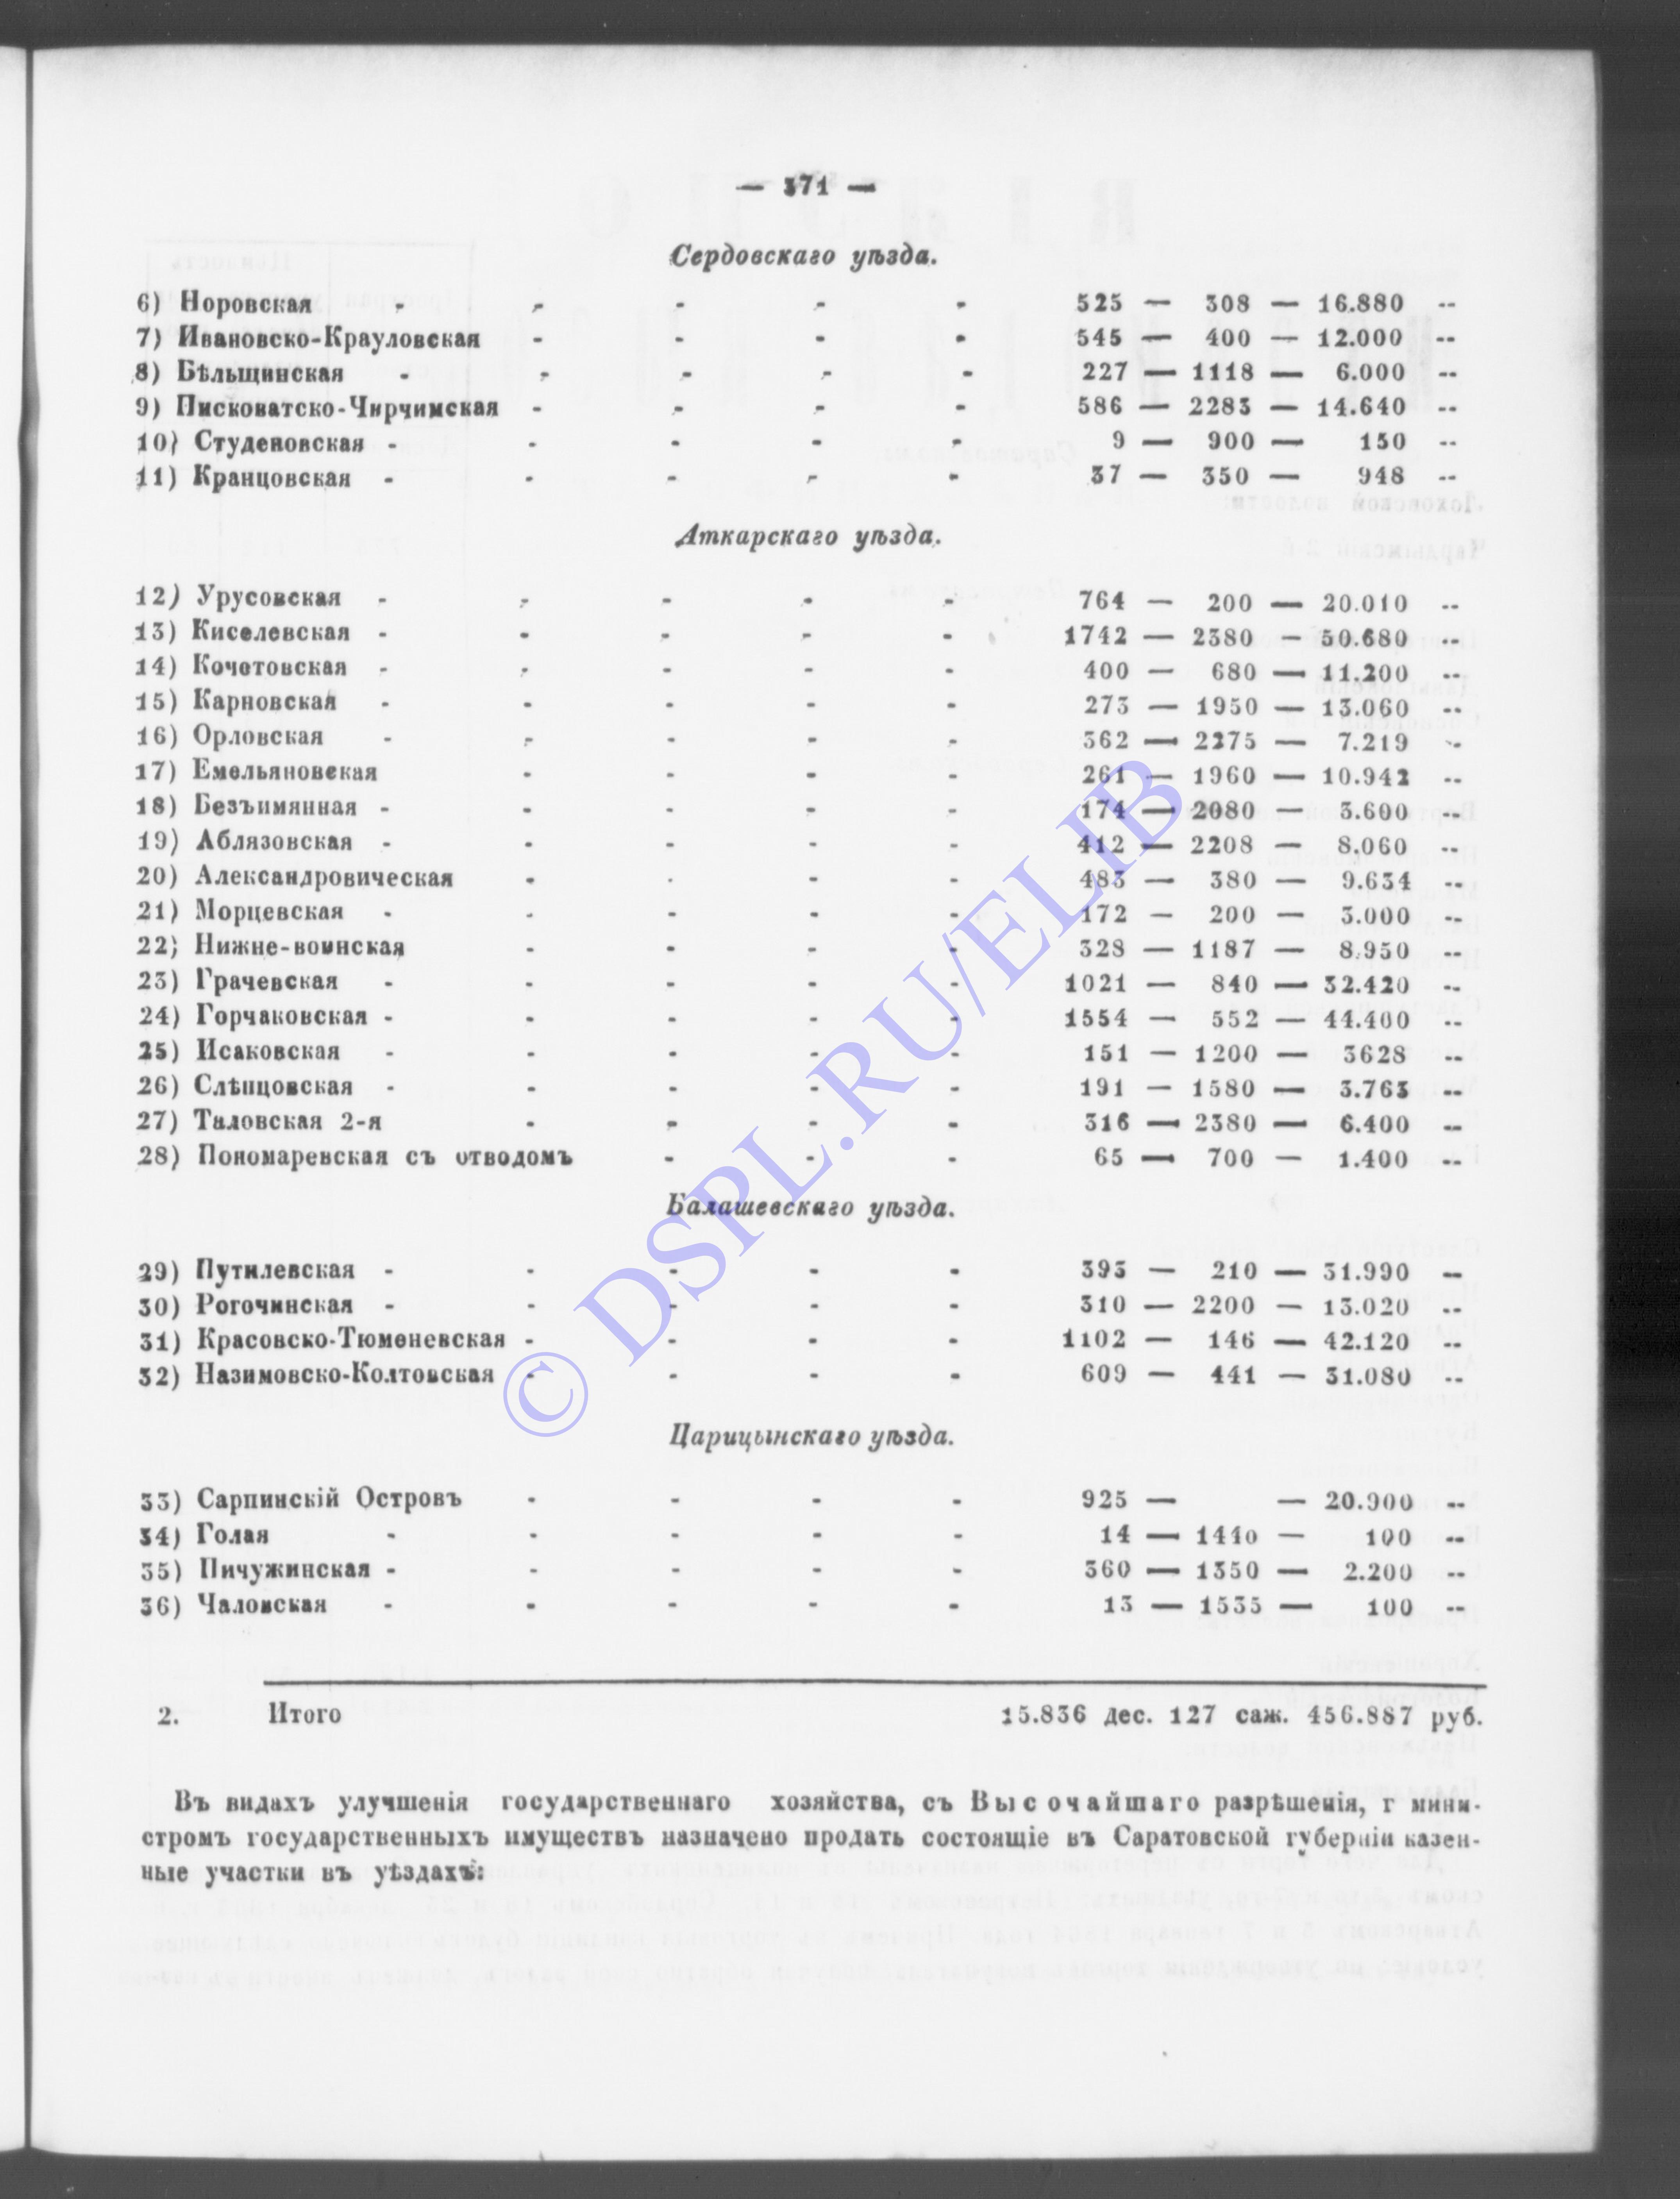 — 371 —
Сердовскаго уѣзда.
6) Норовская - - - - - 525 — 308 — 16.880 --
7) Ивановско-Крауловская - - - - 545 — 400 — 12.000 --
8) Бѣльщинская - - - - - 227 — 1118 — 6.000 --
9) Писковатско-Чирчимская - - - - 586 — 2283 — 14.640 --
10) Студеновская - - - - - 9 — 900 — 150 --
11) Кранцовская - - - - - 37 — 350 — 948 --
Аткарскаго уѣзда.
12) Урусовская - - - - - 764 — 200 — 20.010 --
13) Киселевская - - - - - 1742 — 2380 — 50.680 --
14) Кочетовская - - - - - 400 — 680 — 11.200 --
15) Карновская - - - - - 273 — 1950 — 13.060 --
16) Орловская - - - - - 362 — 2275 — 7.219 --
17) Емельяновская - - - - 261 — 1960 — 10.942 --
18) Безъимянная - - - - - 174 — 2080 — 3.600 --
19) Аблязовская - - - - - 412 — 2208 — 8.060 --
20) Александровическая - - - - 483 — 380 — 9.634 --
21) Морцевская - - - - - 172 — 200 — 3.000 --
22) Нижне-воинская - - - - 328 — 1187 — 8.950 --
23) Грачевская - - - - - 1021 — 840 — 32.420 --
24) Горчаковская - - - - - 1554 — 552 — 44.400 --
25) Исаковская - - - - - 151 — 1200 — 3628 --
26) Слѣпцовская - - - - - 191 — 1580 — 3.763 --
27) Таловская 2-я - - - - 316 — 2380 — 6.400 --
28) Пономаревская съ отводомъ - - - 65 — 700 — 1.400 --
Балашевскаго уѣзда.
29) Путилевская - - - - - 393 — 210 — 31.990 --
30) Рогочинская - - - - - 310 — 2200 — 13.020 --
31) Красовско-Тюменевская - - - - 1102 — 146 — 42.120 --
32) Назимовско-Колтовская - - - - 609 — 441 — 31.080 --
Царицынскаго уѣзда.
33) Сарпинскій Островъ - - - - 925 — — 20.900 --
34) Голая - - - - - 14 — 1440 — 100 --
35) Пичужинская - - - - - 360 — 1350 — 2.200 --
36) Чаловская - - - - - 13 — 1535 — 100 --
2. Итого 15.836 дес. 127 саж. 456.887 руб.
Въ видахъ улучшенія государственнаго хозяйства, съ Высочайшаго разрѣшенія, г мини-
стромъ государственныхъ имуществъ назначено продать состоящіе въ Саратовской губерніи казен-
ные участки въ уѣздахъ:
© DSPL.RU/ELIB